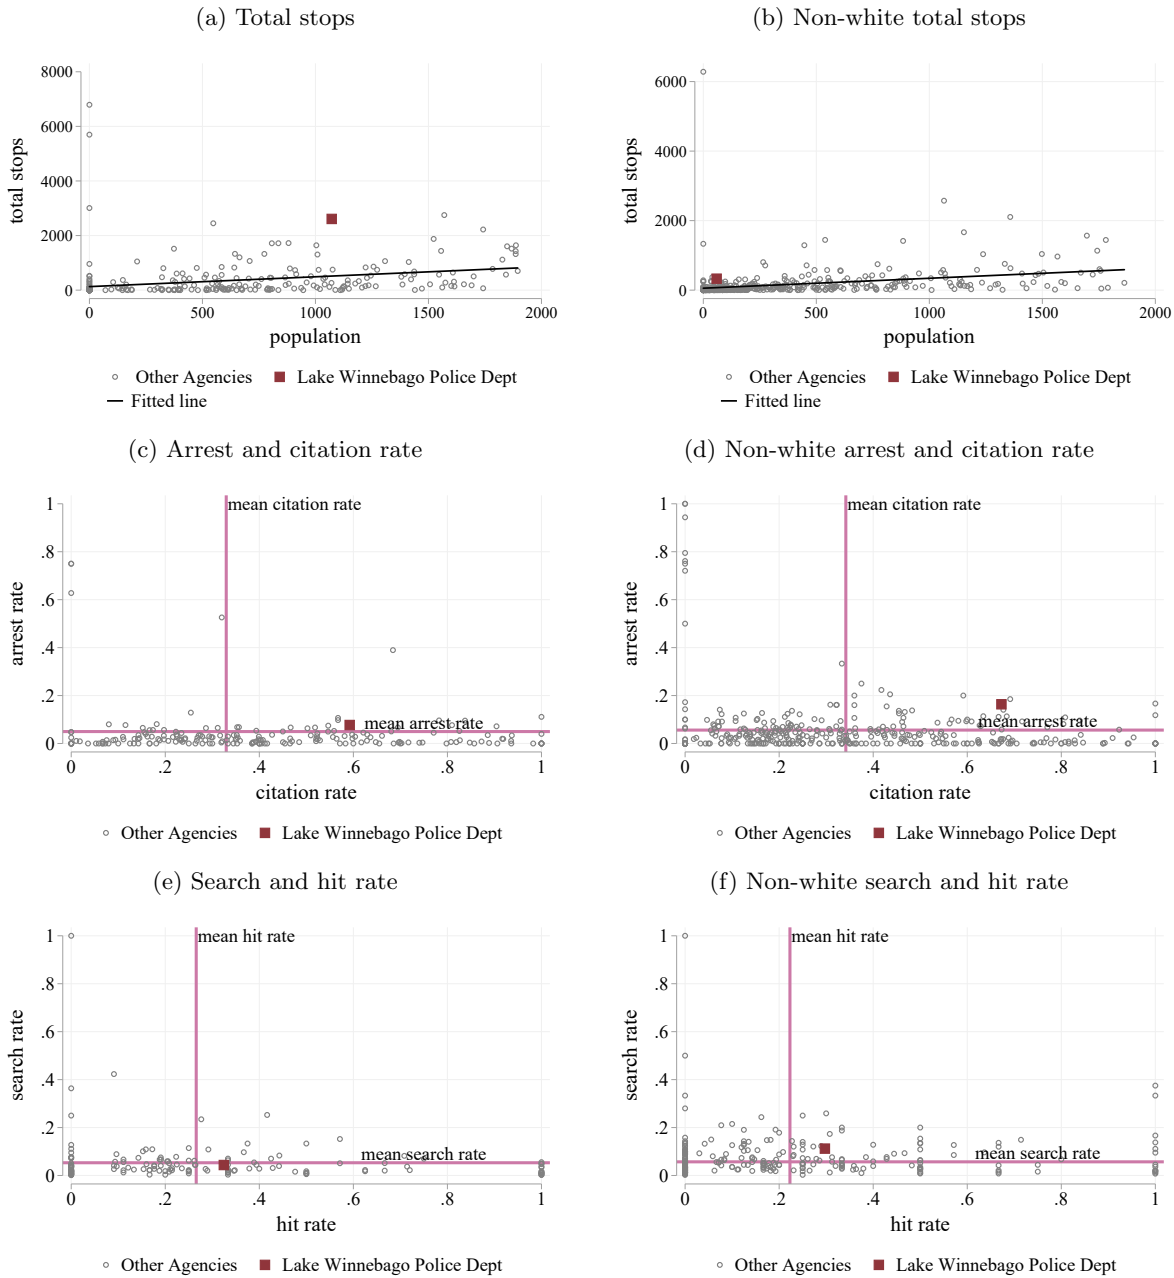 (a) Total stops
(b) Non-white total stops
8000
6000
4000
2000
0
total stops
0
500
1000
1500
2000
population
Other Agencies
Lake Winnebago Police Dept
Fitted line
6000
4000
2000
0
total stops
0
500
1000
1500
2000
population
Other Agencies
Lake Winnebago Police Dept
Fitted line
(c) Arrest and citation rate
(d) Non-white arrest and citation rate
1
.8
.6
.4
.2
0
arrest rate
mean citation rate
mean arrest rate
0
.2
.4
.6
.8
1
citation rate
Other Agencies
Lake Winnebago Police Dept
1
.8
.6
.4
.2
0
arrest rate
mean citation rate
mean arrest rate
0
.2
.4
.6
.8
1
citation rate
Other Agencies
Lake Winnebago Police Dept
(e) Search and hit rate
(f) Non-white search and hit rate
1
.8
.6
.4
.2
0
search rate
mean hit rate
mean search rate
0
.2
.4
.6
.8
1
hit rate
Other Agencies
Lake Winnebago Police Dept
1
.8
.6
.4
.2
0
search rate
mean hit rate
mean search rate
0
.2
.4
.6
.8
1
hit rate
Other Agencies
Lake Winnebago Police Dept